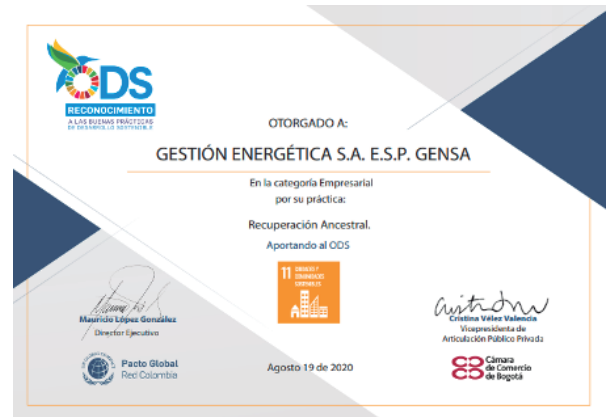 ODS
RECONOCIMIENTO
A LAS BUENAS PRÁCTICAS
DE DESARROLLO SOSTENIBLE
OTORGADO A:
GESTIÓN ENERGÉTICA S.A. E.S.P. GENSA
En la categoría Empresarial
por su práctica:
Recuperación Ancestral.
Aportando al ODS
11 CIUDADES Y
COMUNIDADES
SOSTENIBLES
Mauricio López González
Director Ejecutivo
Pacto Global
Red Colombia
Agosto 19 de 2020
Cristina Vélez Valencia
Vicepresidenta de
Articulación Público Privada
Cámara
de Comercio
de Bogotá